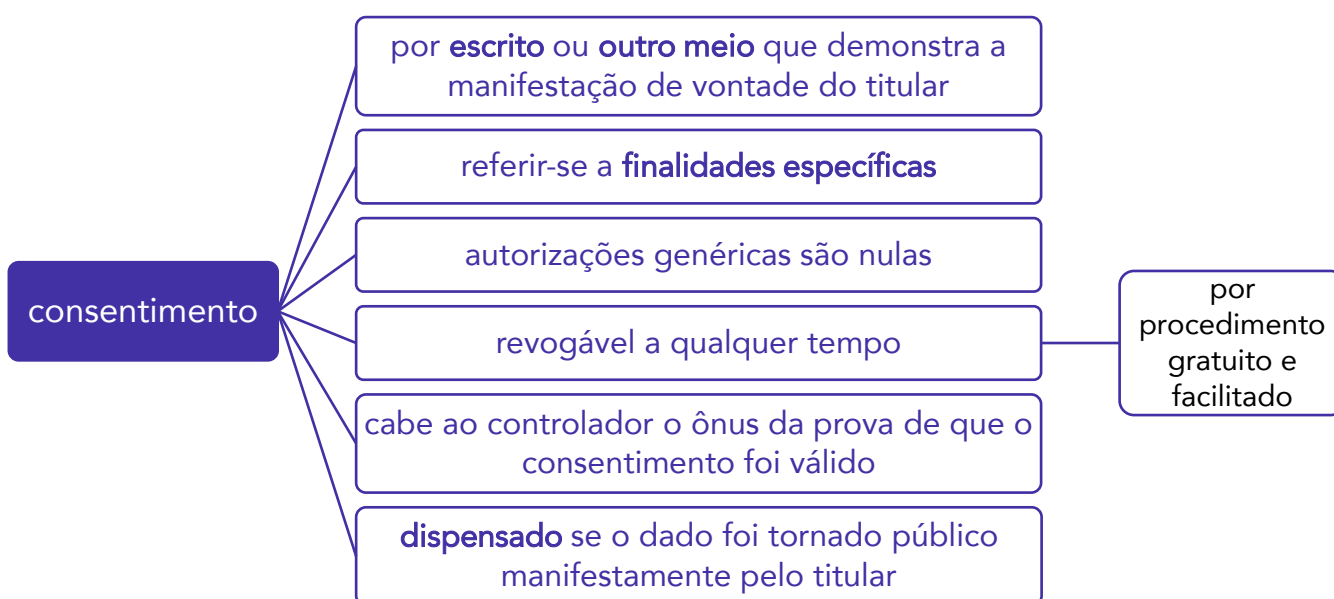 por escrito ou outro meio que demonstra a
manifestação de vontade do titular
referir-se a finalidades específicas
autorizações genéricas são nulas
consentimento
revogável a qualquer tempo
por
procedimento
gratuito e
facilitado
cabe ao controlador o ônus da prova de que o
consentimento foi válido
dispensado se o dado foi tornado público
manifestamente pelo titular